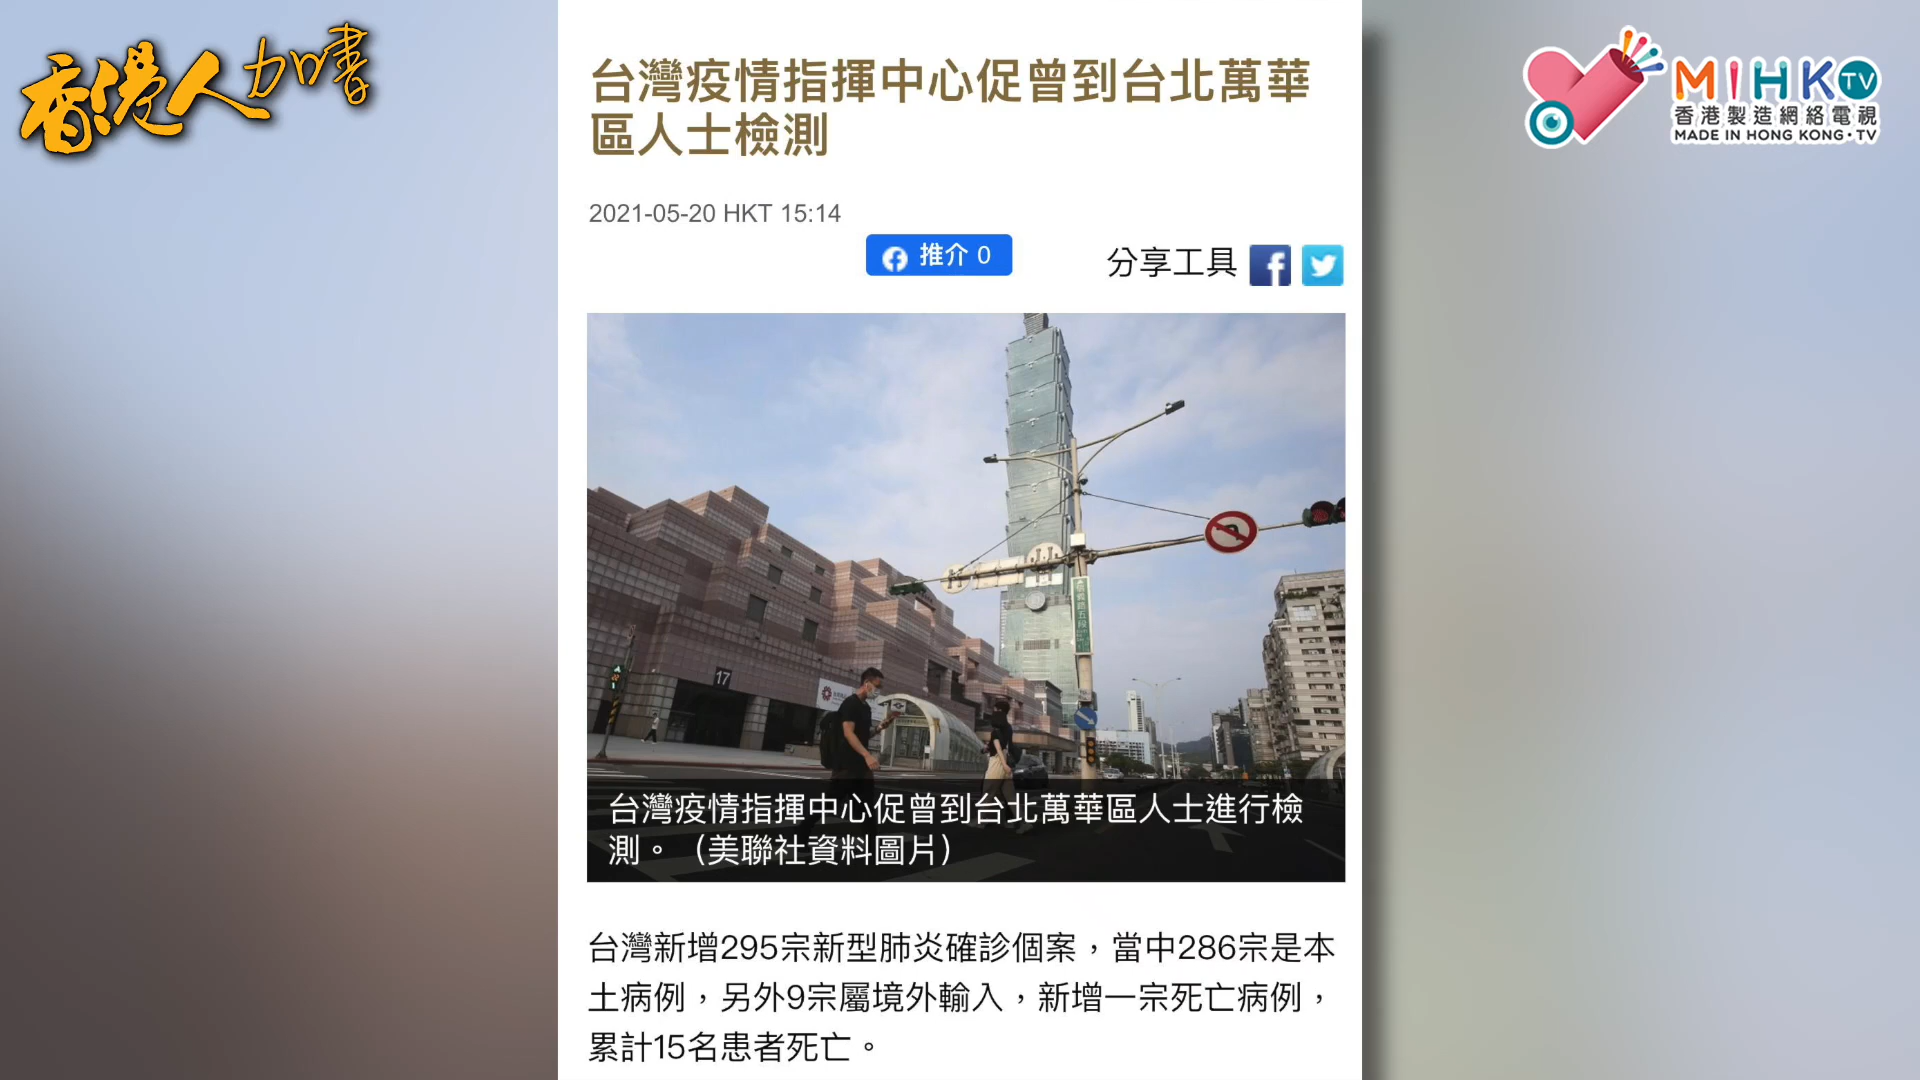 香港人加嘢
MIHK TV
香港製造網絡電視
MADE IN HONG KONG • TV
台灣疫情指揮中心促曾到台北萬華
區人士檢測
2021-05-20 HKT 15:14
推介 0
分享工具
17
台灣疫情指揮中心促曾到台北萬華區人士進行檢
測。（美聯社資料圖片）
台灣新增295宗新型肺炎確診個案，當中286宗是本
土病例，另外9宗屬境外輸入，新增一宗死亡病例，
累計15名患者死亡。